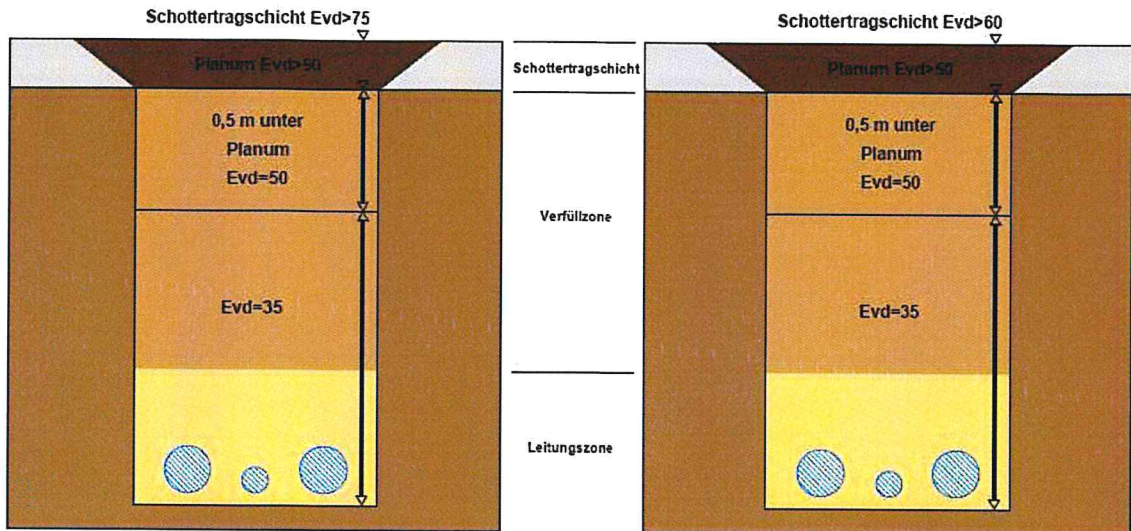 Schottertragschicht Evd>75
Planum Evd>50
0,5 m unter
Planum
Evd=50
Evd=35
Schottertragschicht
Verfüllzone
Leitungszone
Schottertragschicht Evd>60
Planum Evd>50
0,5 m unter
Planum
Evd=50
Evd=35